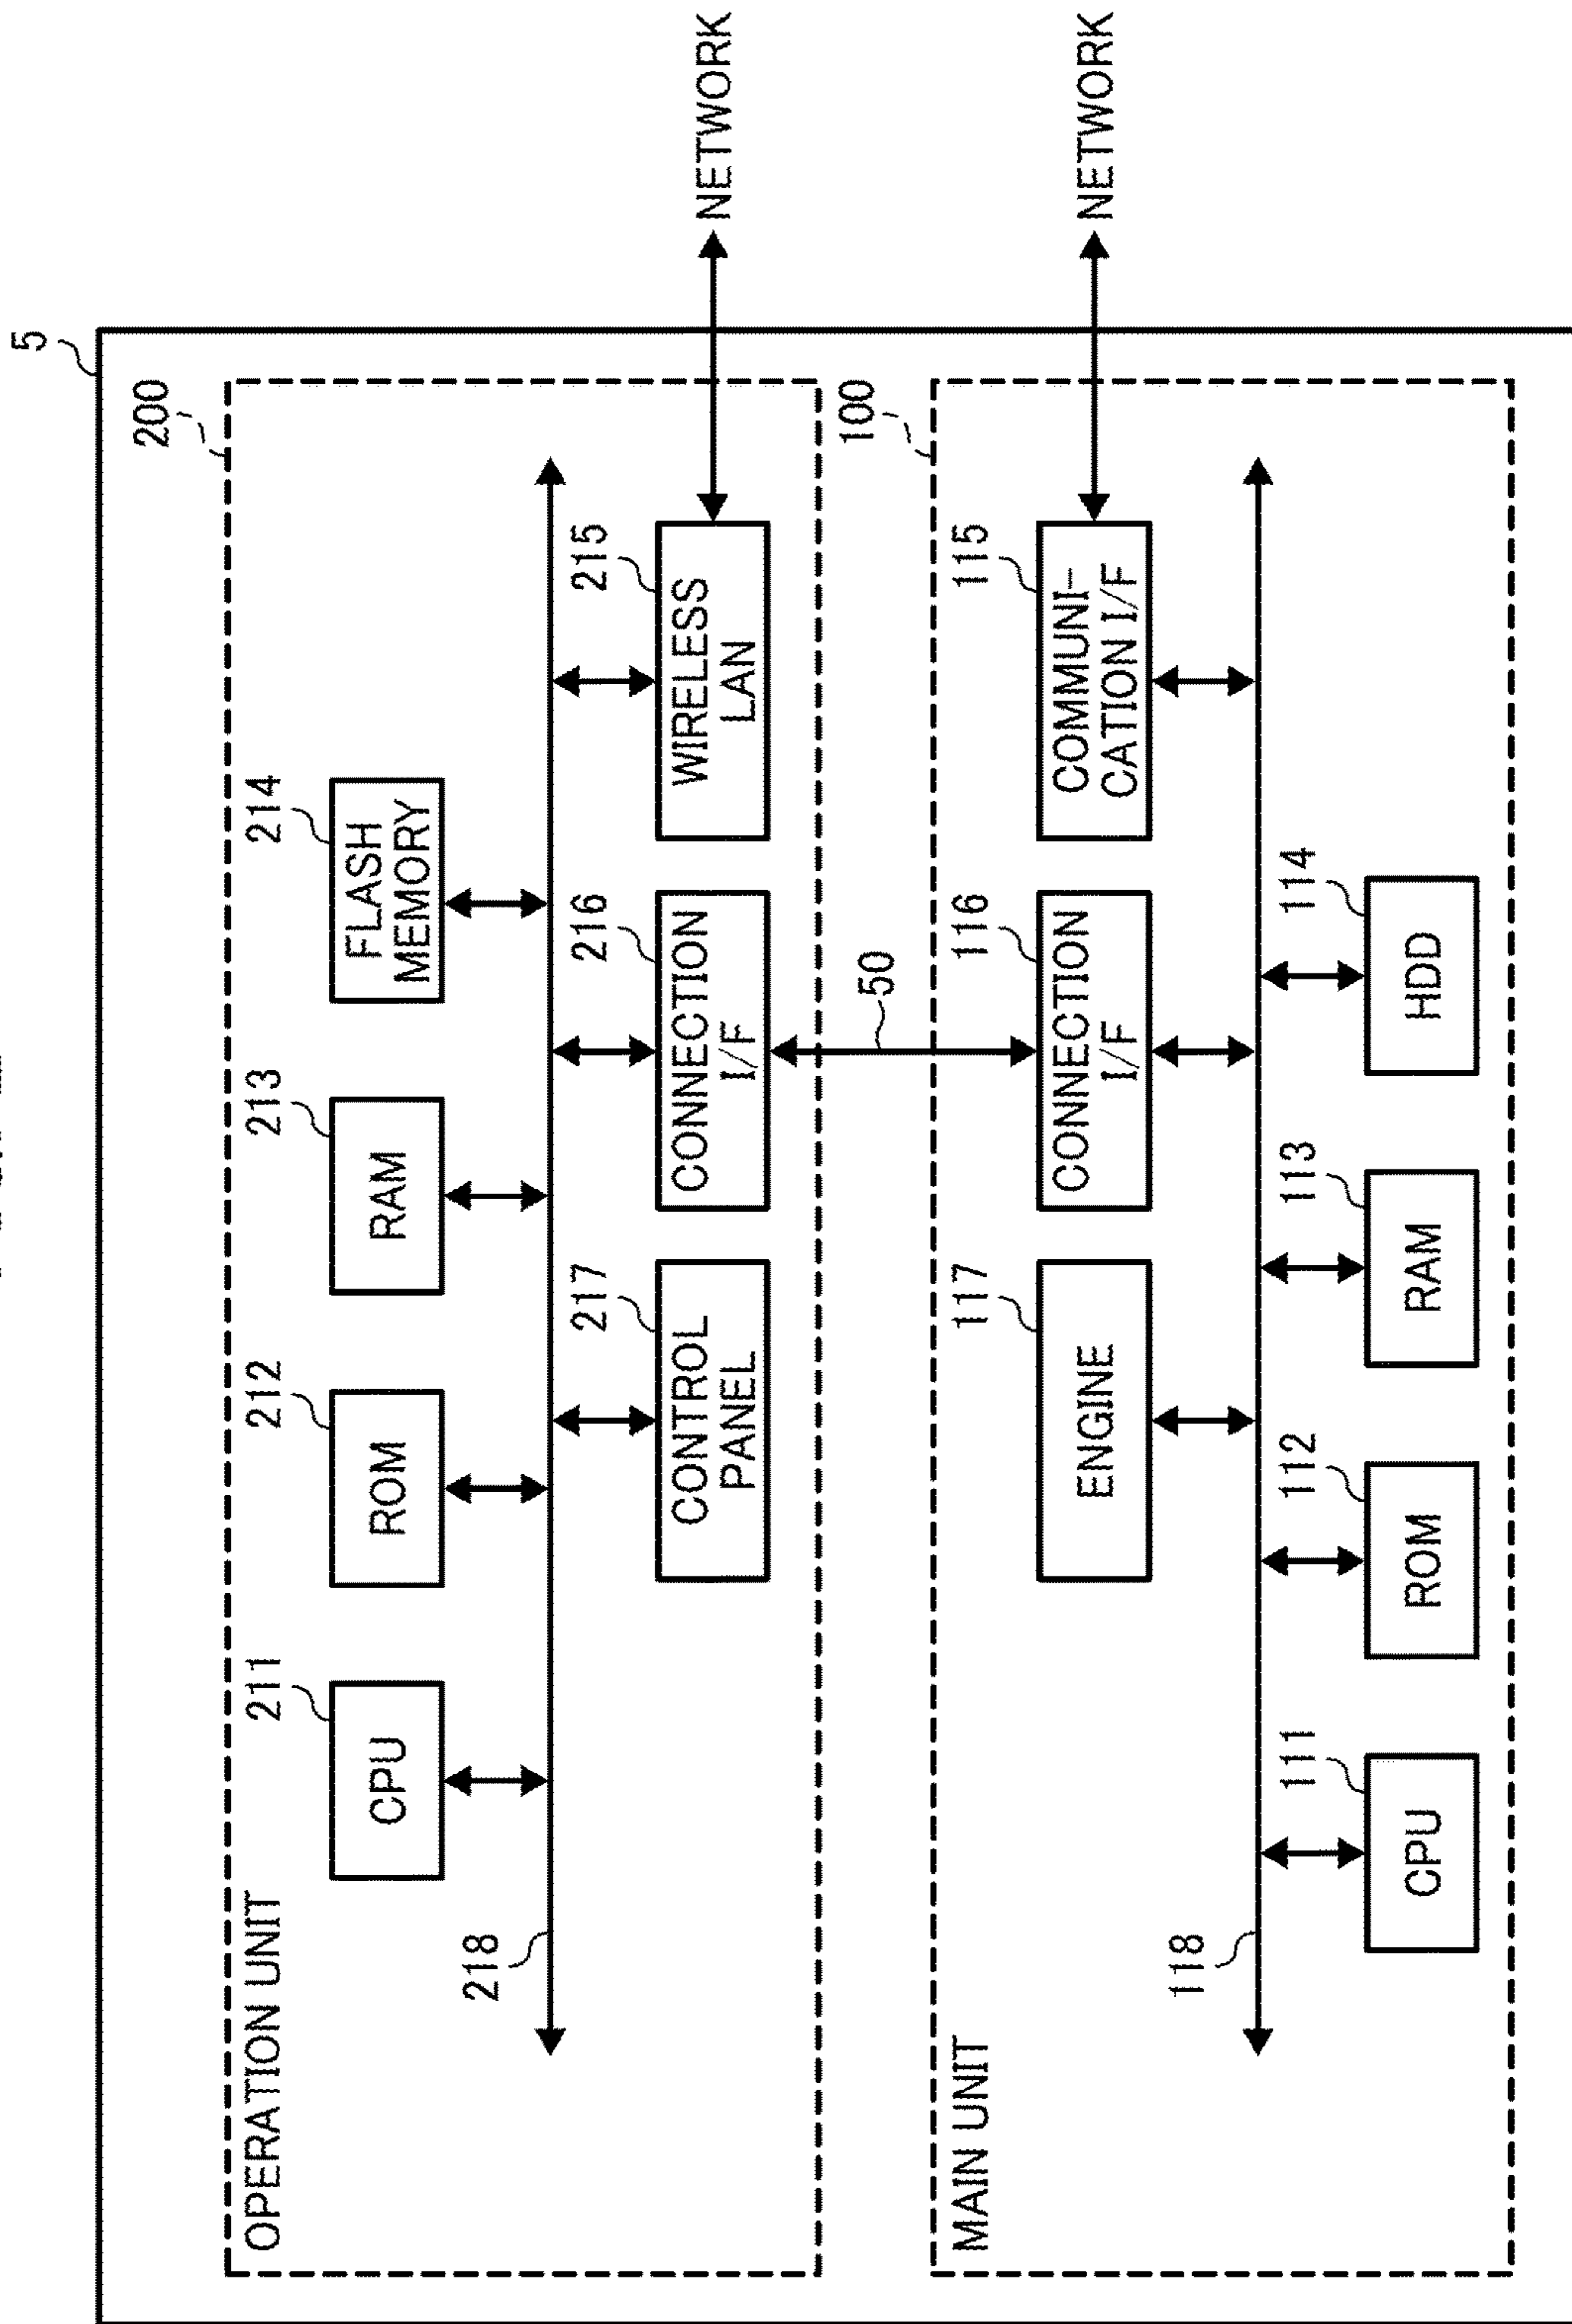 5
200
OPERATION UNIT
211
CPU
212
ROM
213
RAM
214
FLASH
MEMORY
218
217
CONTROL
PANEL
216
CONNECTION
I/F
215
WIRELESS
LAN
NETWORK
50
100
MAIN UNIT
117
ENGINE
116
CONNECTION
I/F
115
COMMUNI-
CATION I/F
NETWORK
118
111
CPU
112
ROM
113
RAM
114
HDD